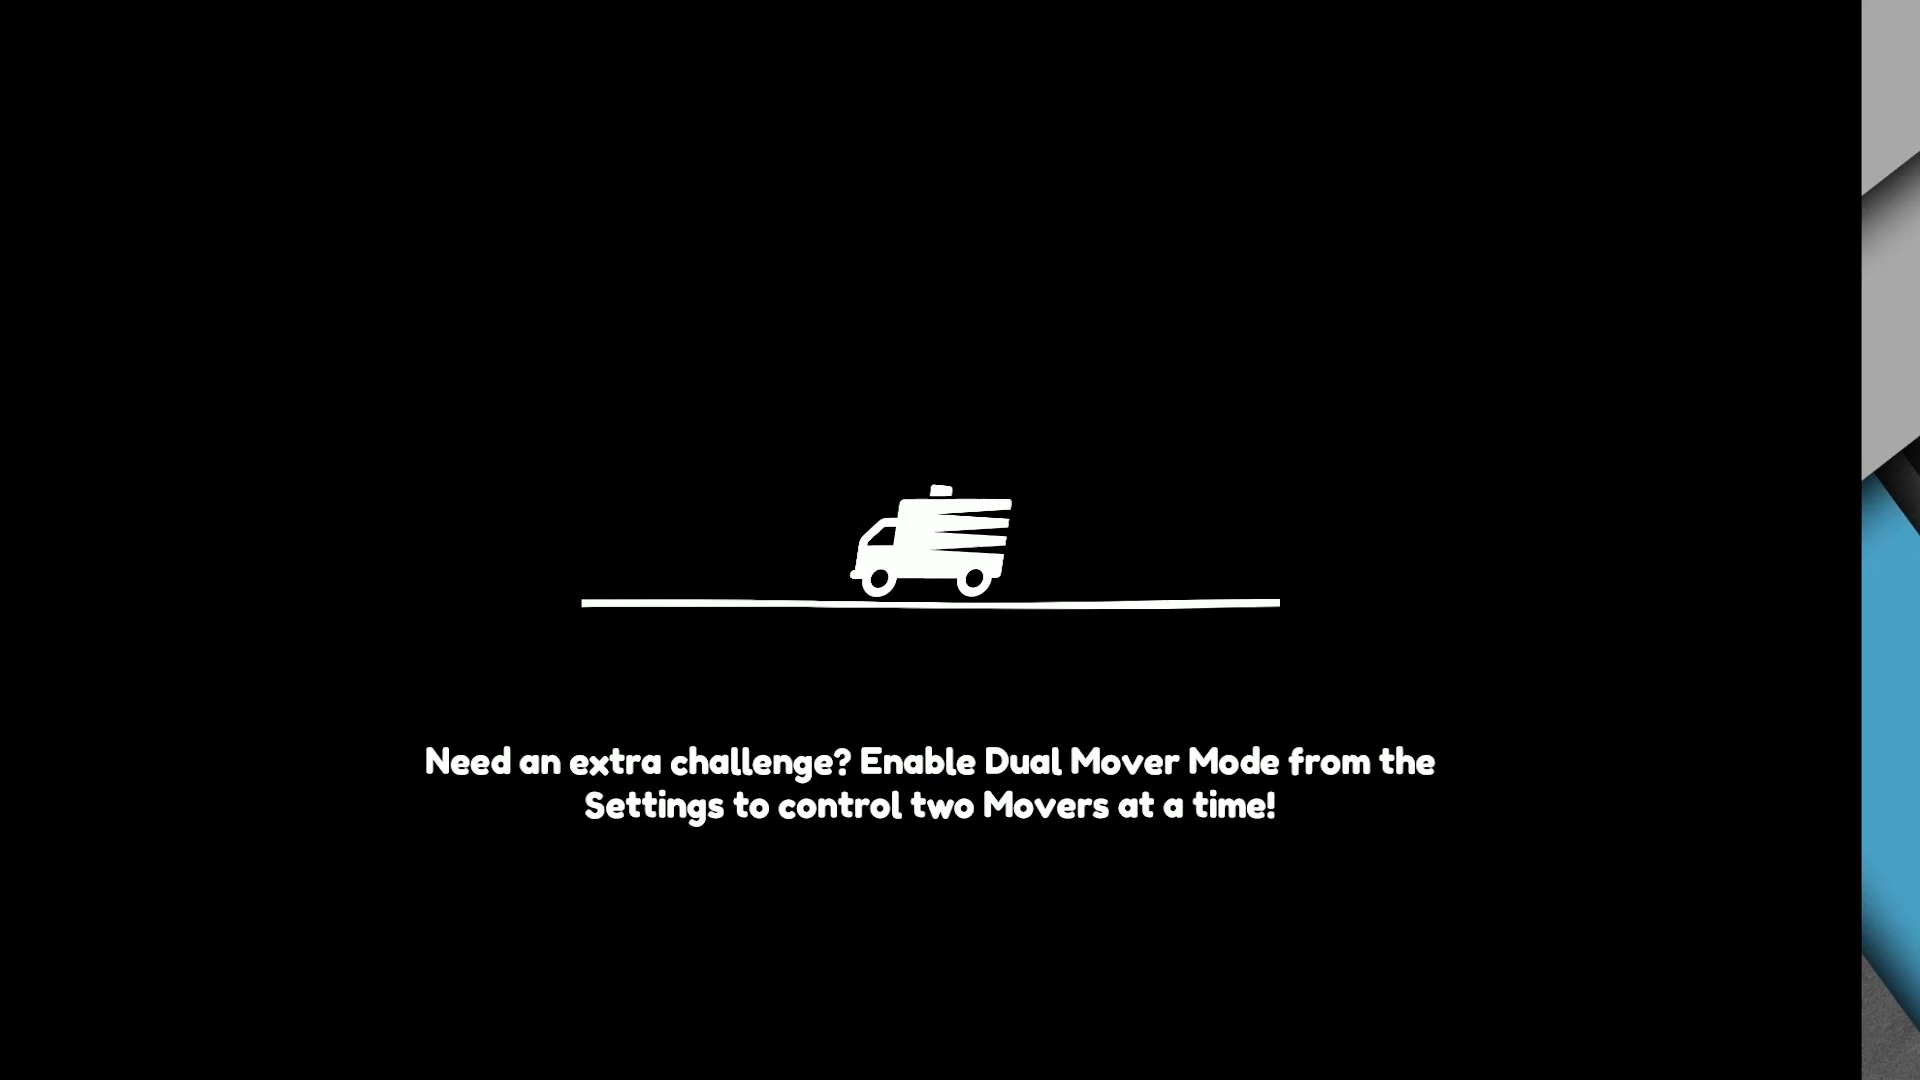 Need an extra challenge? Enable Dual Mover Mode from the
Settings to control two Movers at a time!